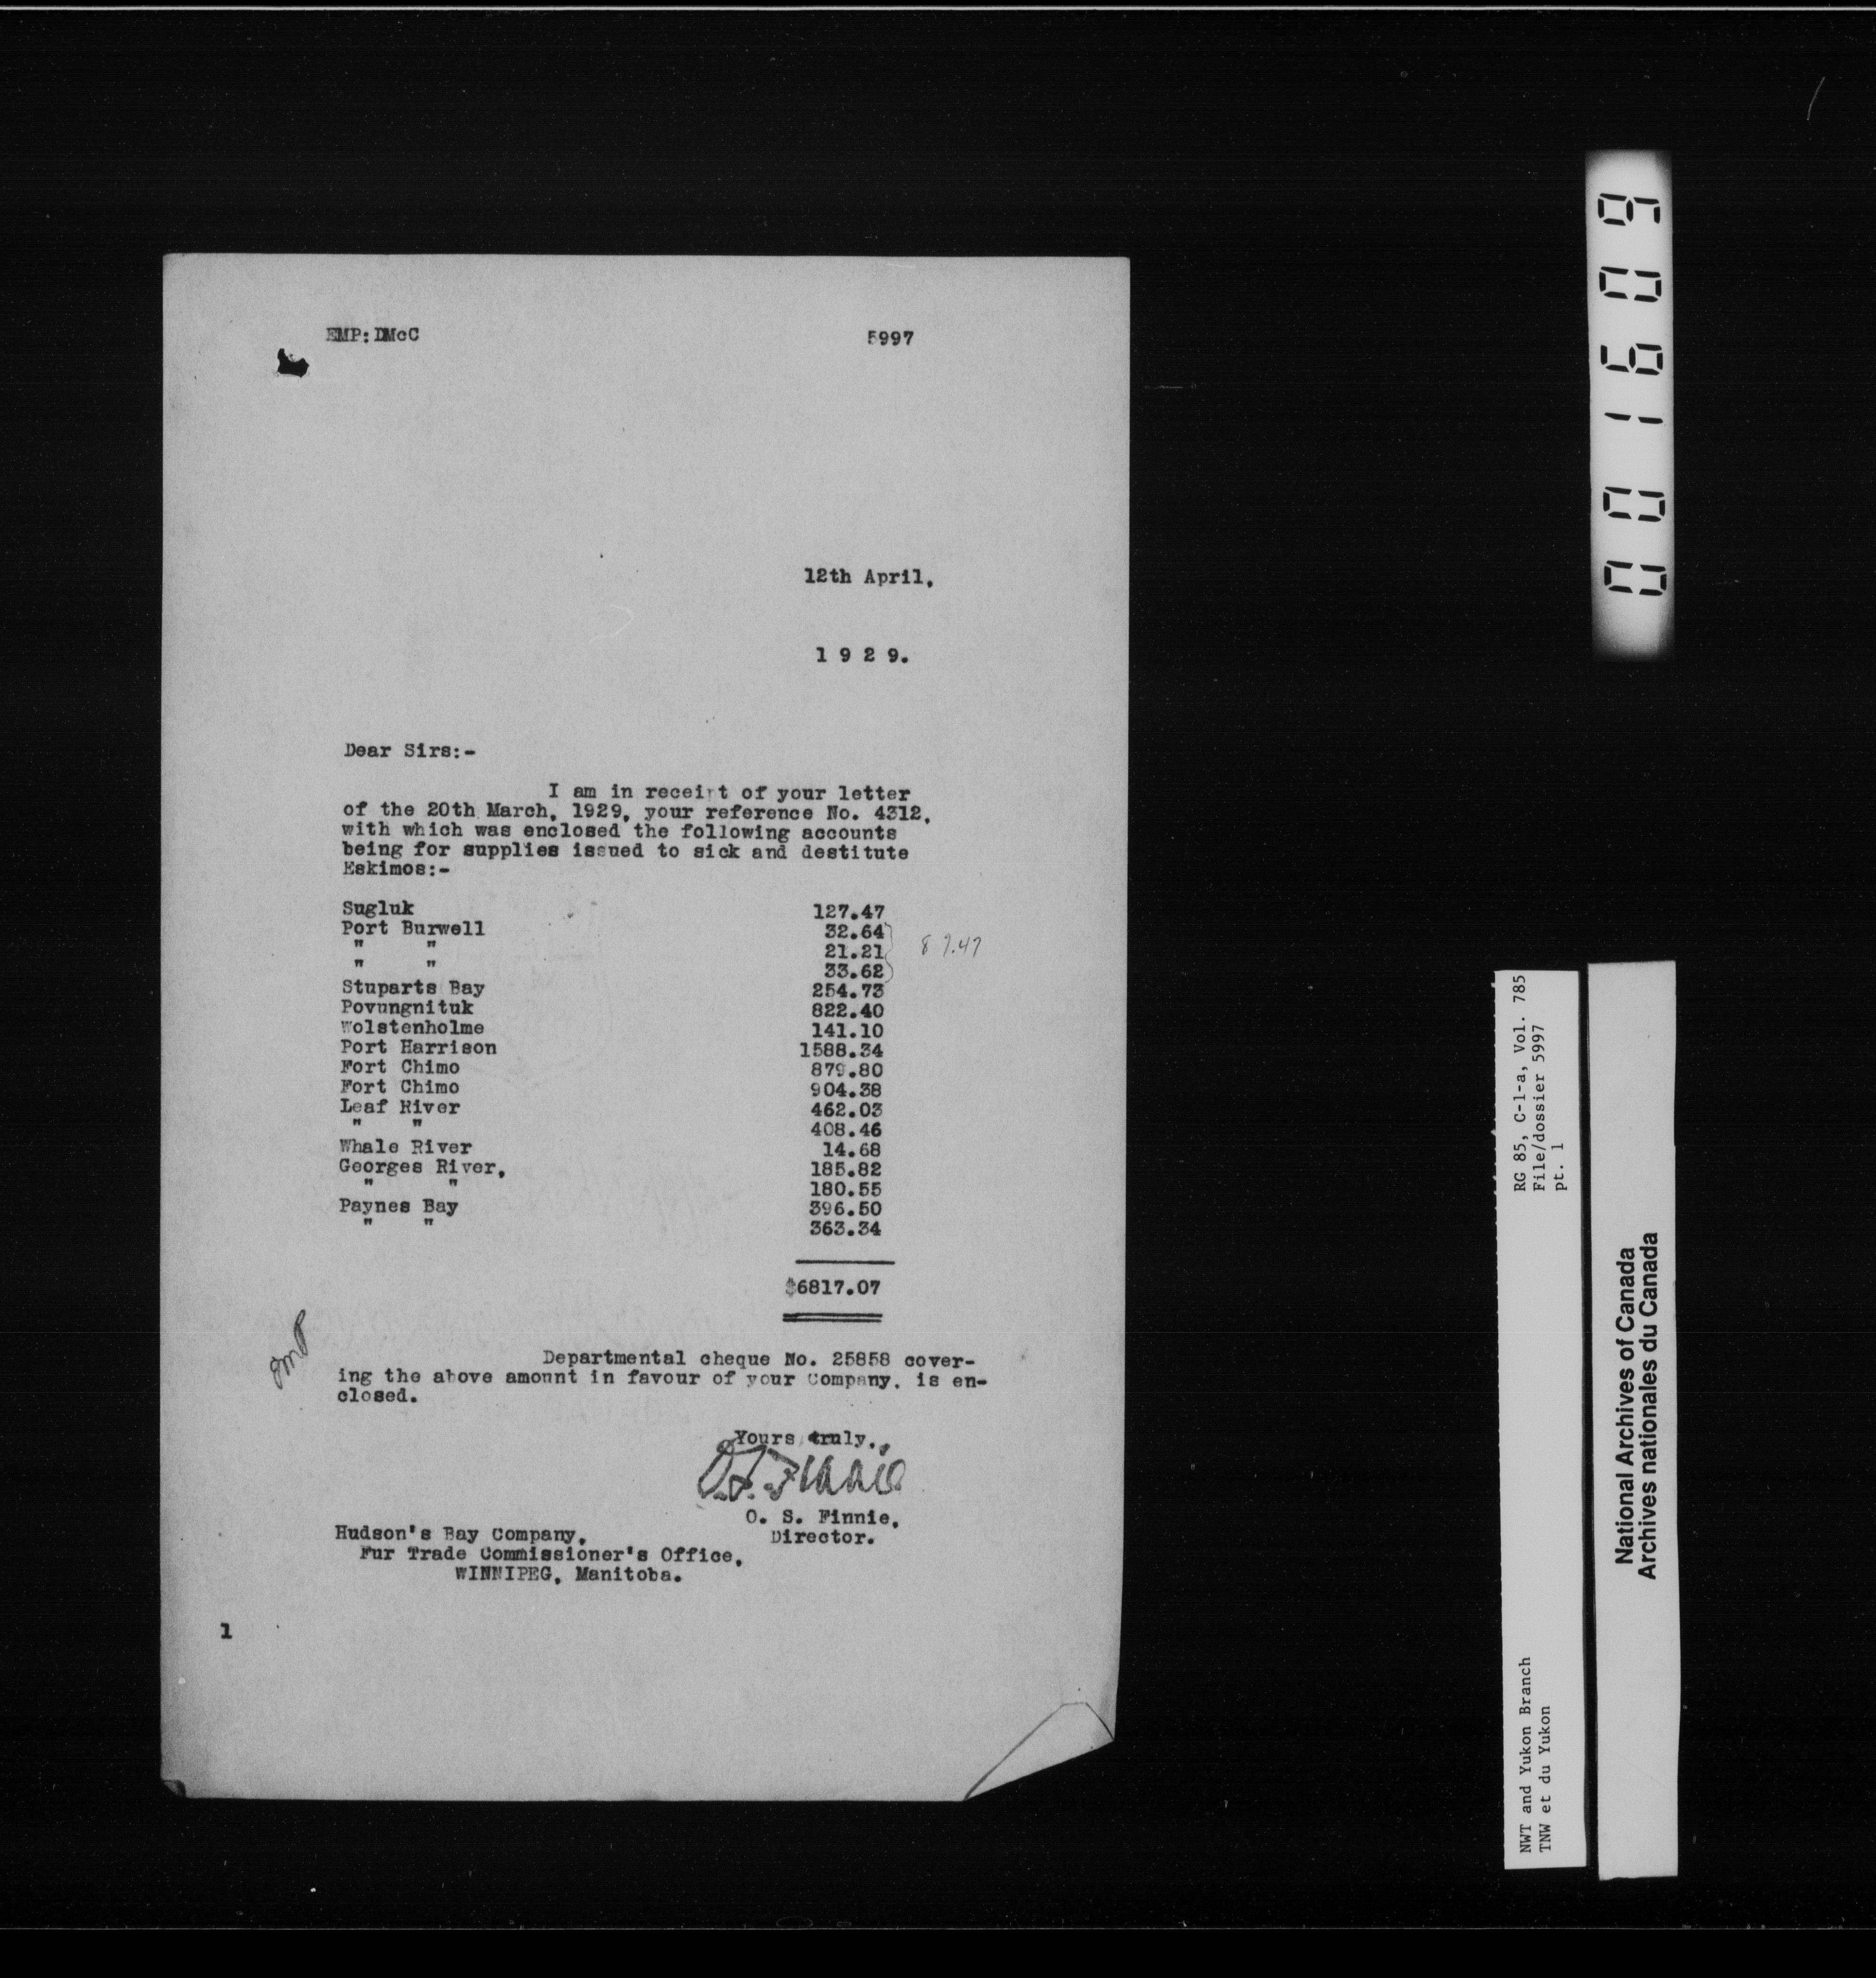 EMP:DMcC 5997
12th April,
1 9 2 9.
Dear Sirs:-
I am in receipt of your letter
of the 20th March, 1929, your reference No. 4312,
with which was enclosed the following accounts
being for supplies issued to sick and destitute
Eskimos:-
Sugluk 127.47
Port Burwell 32.64
" " 21.21 87.47
" " 33.62
Stuparts Bay 254.73
Povungnituk 822.40
Wolstenholme 141.10
Port Harrison 1588.34
Fort Chimo 879.80
Fort Chimo 904.38
Leaf River 462.03
" " 408.46
Whale River 14.68
Georges River, 185.82
" " 180.55
Paynes Bay 396.50
" " 363.34
$6817.07
Departmental cheque No. 25858 cover-
ing the above amount in favour of your Company, is en-
closed.
Yours truly,
O. S. Finnie
O. S. Finnie,
Director.
Hudson's Bay Company,
Fur Trade Commissioner's Office,
WINNIPEG, Manitoba.
1
001609
RG 85, C-1-a, Vol. 785
File/dossier 5997
pt. 1
NWT and Yukon Branch
TNW et du Yukon
National Archives of Canada
Archives nationales du Canada